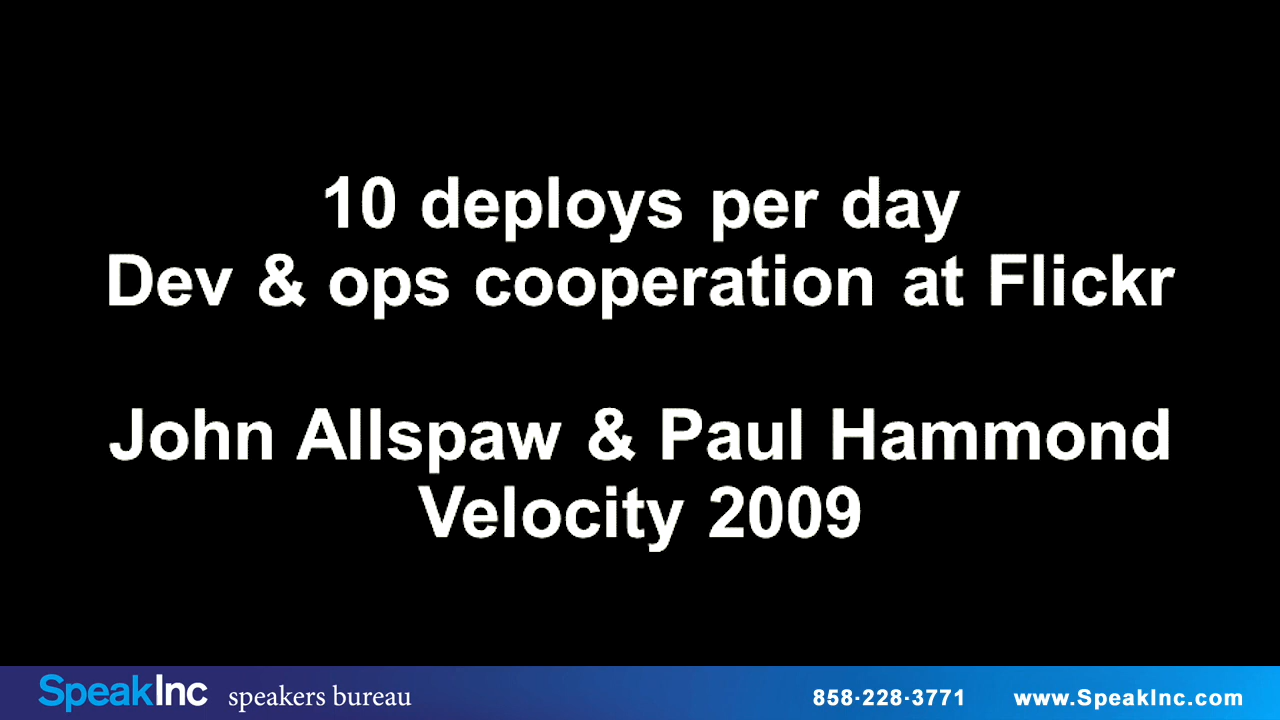 10 deploys per day
Dev & ops cooperation at Flickr
John Allspaw & Paul Hammond
Velocity 2009
SpeakInc speakers bureau 858·228·3771 www.SpeakInc.com